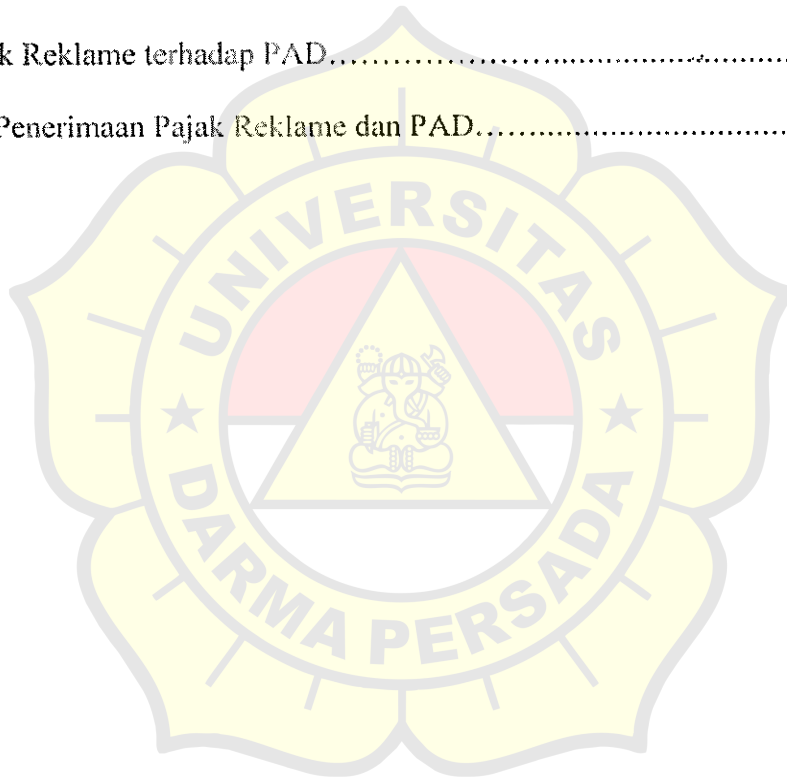 k Reklame terhadap PAD
Penerimaan Pajak Reklame dan PAD
UNIVERSITAS
DARMA PERSADA